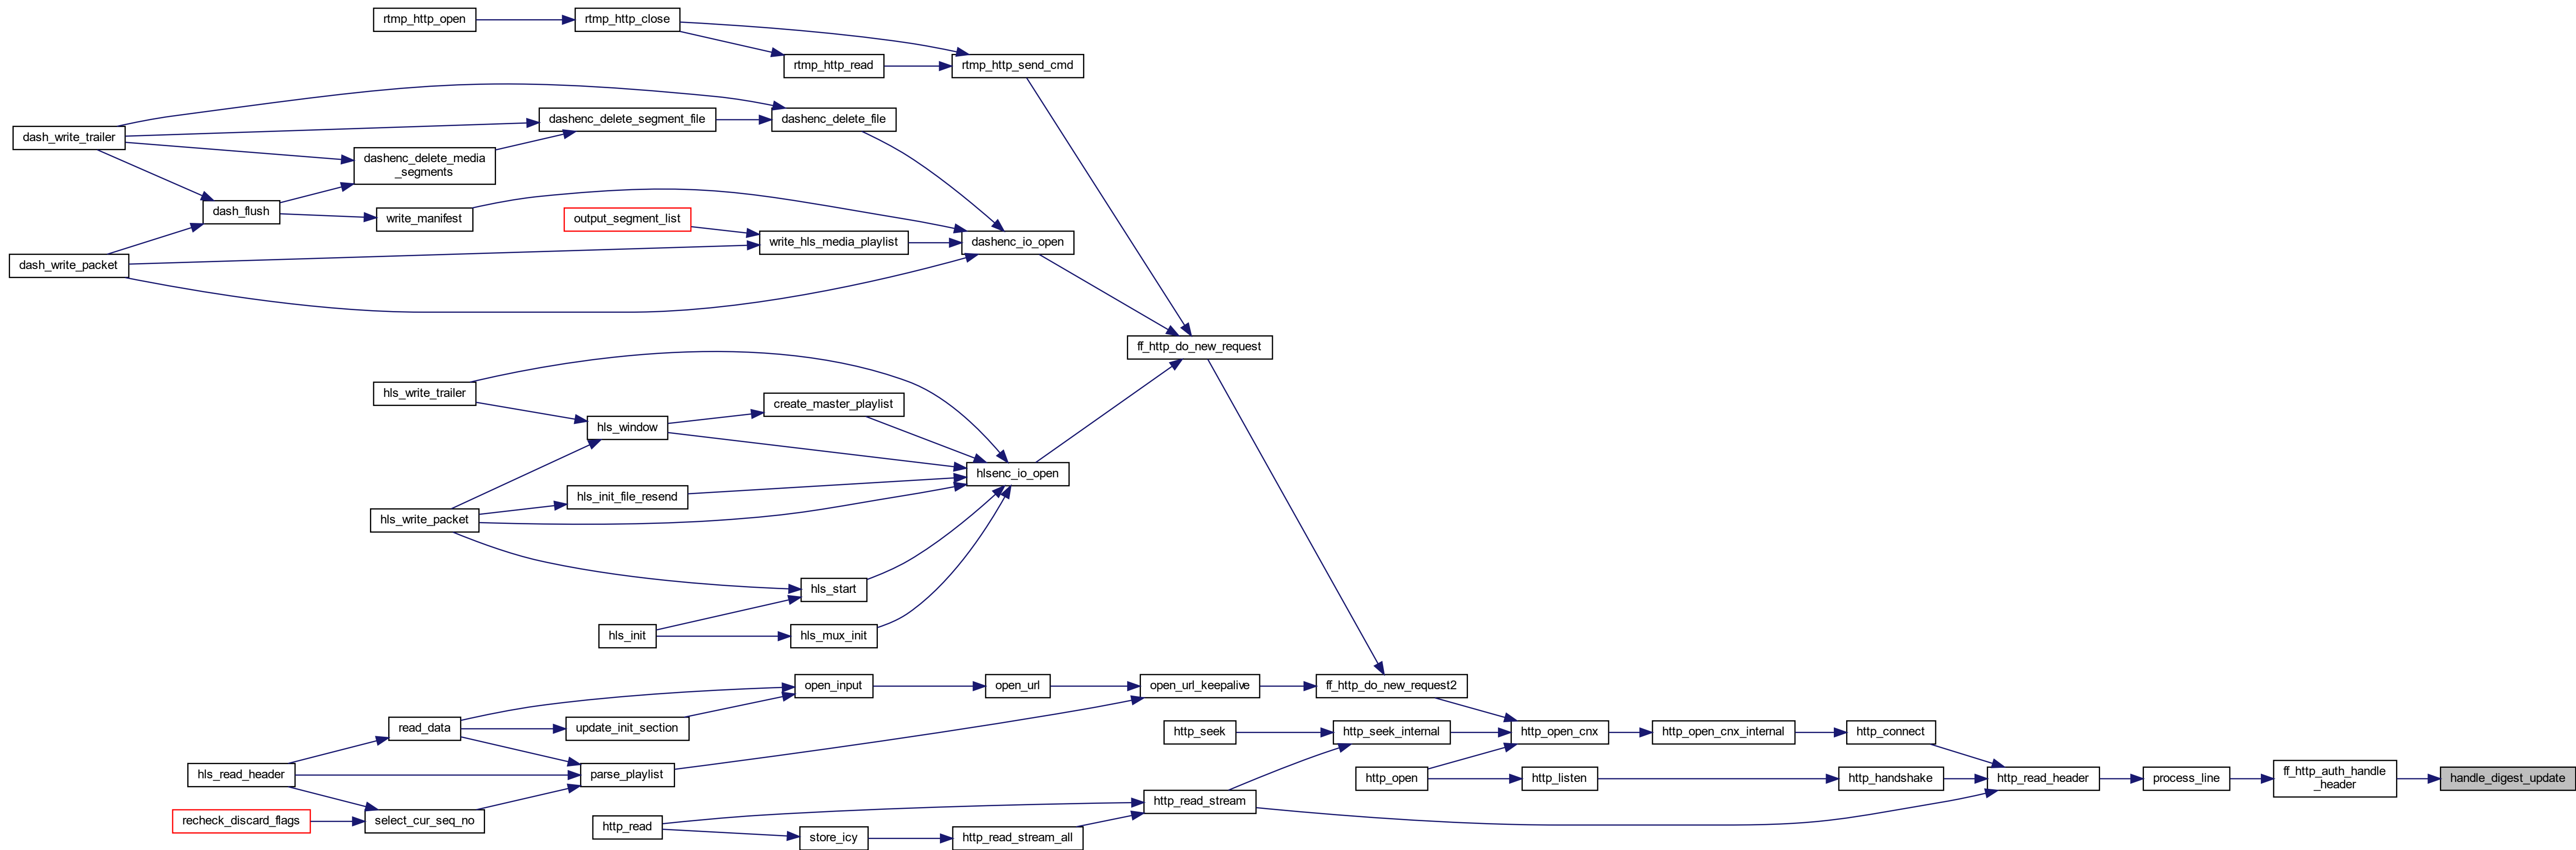 rtmp_http_open
rtmp_http_close
rtmp_http_read
rtmp_http_send_cmd
dash_write_trailer
dashenc_delete_segment_file
dashenc_delete_file
dashenc_delete_media
_segments
dash_flush
write_manifest
output_segment_list
write_hls_media_playlist
dashenc_io_open
dash_write_packet
ff_http_do_new_request
hls_write_trailer
create_master_playlist
hls_window
hlsenc_io_open
hls_init_file_resend
hls_write_packet
hls_start
hls_init
hls_mux_init
open_input
open_url
open_url_keepalive
ff_http_do_new_request2
read_data
update_init_section
http_seek
http_seek_internal
http_open_cnx
http_open_cnx_internal
http_connect
hls_read_header
parse_playlist
http_open
http_listen
http_handshake
http_read_header
process_line
ff_http_auth_handle
_header
handle_digest_update
recheck_discard_flags
select_cur_seq_no
http_read_stream
http_read
store_icy
http_read_stream_all